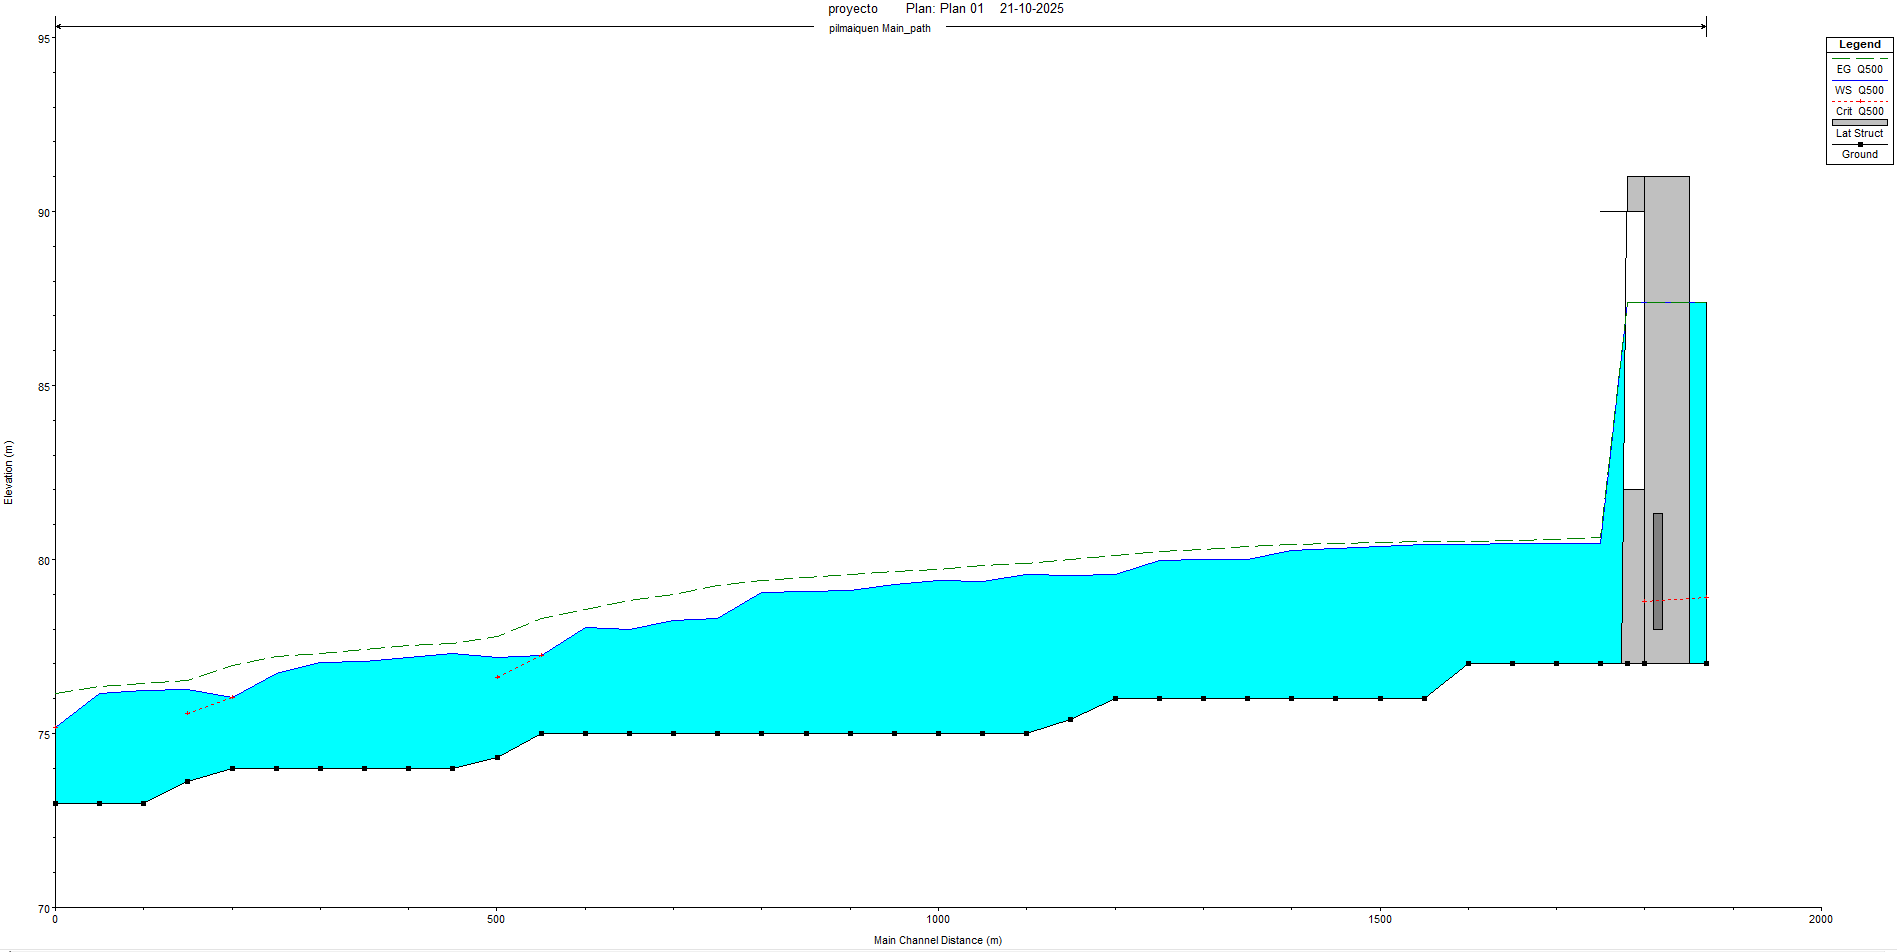 proyecto Plan: Plan 01 21-10-2025
pilmaiquen Main_path
Legend
EG Q500
WS Q500
Crit Q500
Lat Struct
Ground
95
90
85
80
75
70
Elevation (m)
0 500 1000 1500 2000
Main Channel Distance (m)